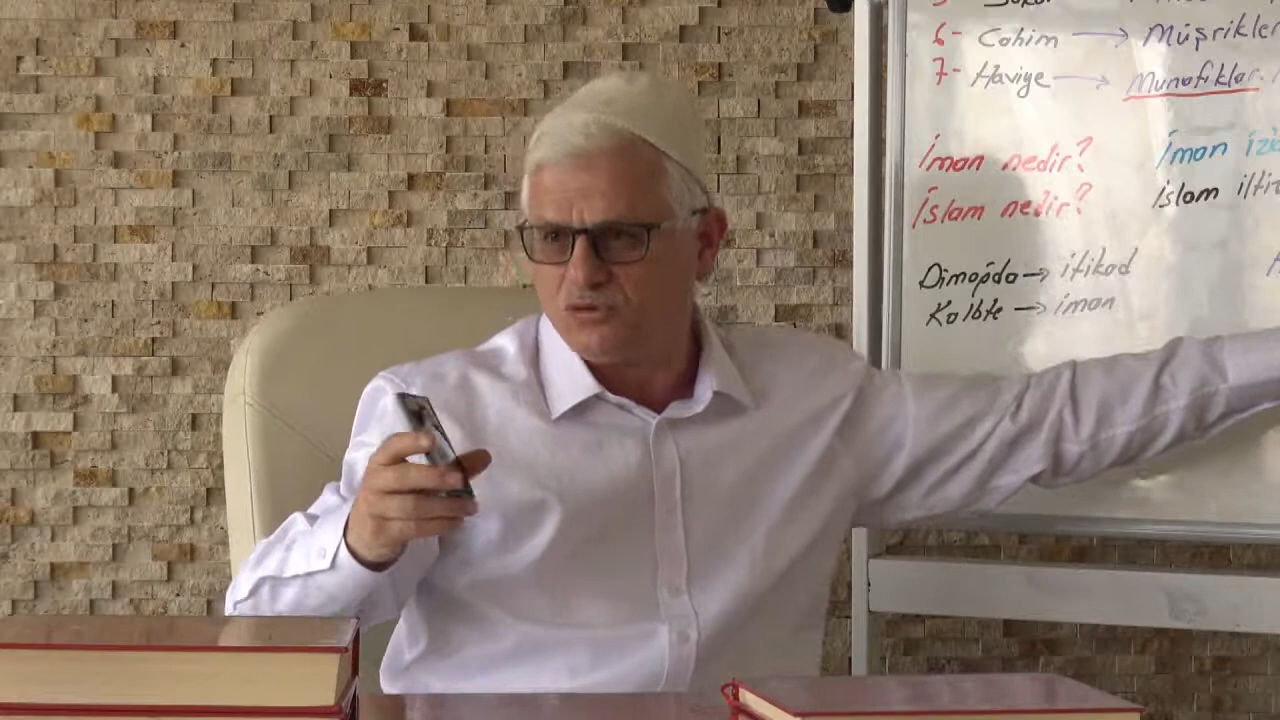 6- Cahim → Müşrikler
7- Haviye → Munafıklar
İman nedir? İman
İslam nedir? İslam
Dimağda → itikad
Kalbte → iman